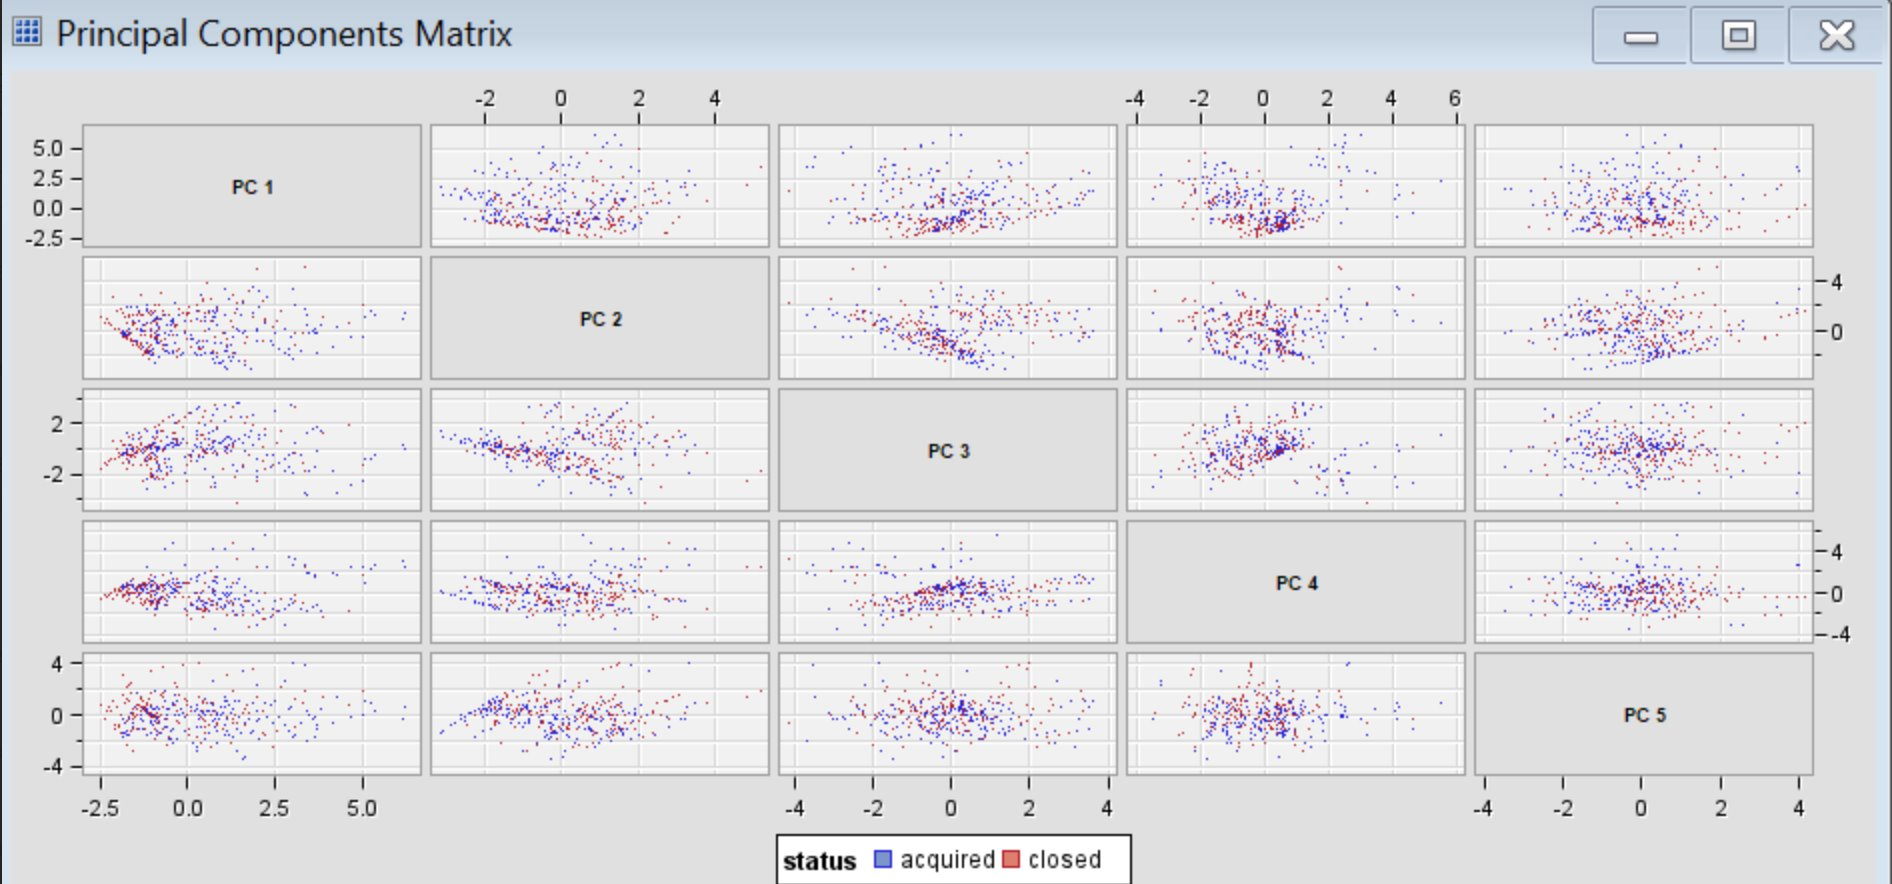 Principal Components Matrix
-2 0 2 4 -4 -2 0 2 4 6
5.0
2.5
PC 1
0.0
-2.5
4
PC 2
0
2
PC 3
-2
4
PC 4
0
-4
4
0
PC 5
-4
-2.5 0.0 2.5 5.0 -4 -2 0 2 4 -4 -2 0 2 4
status acquired closed